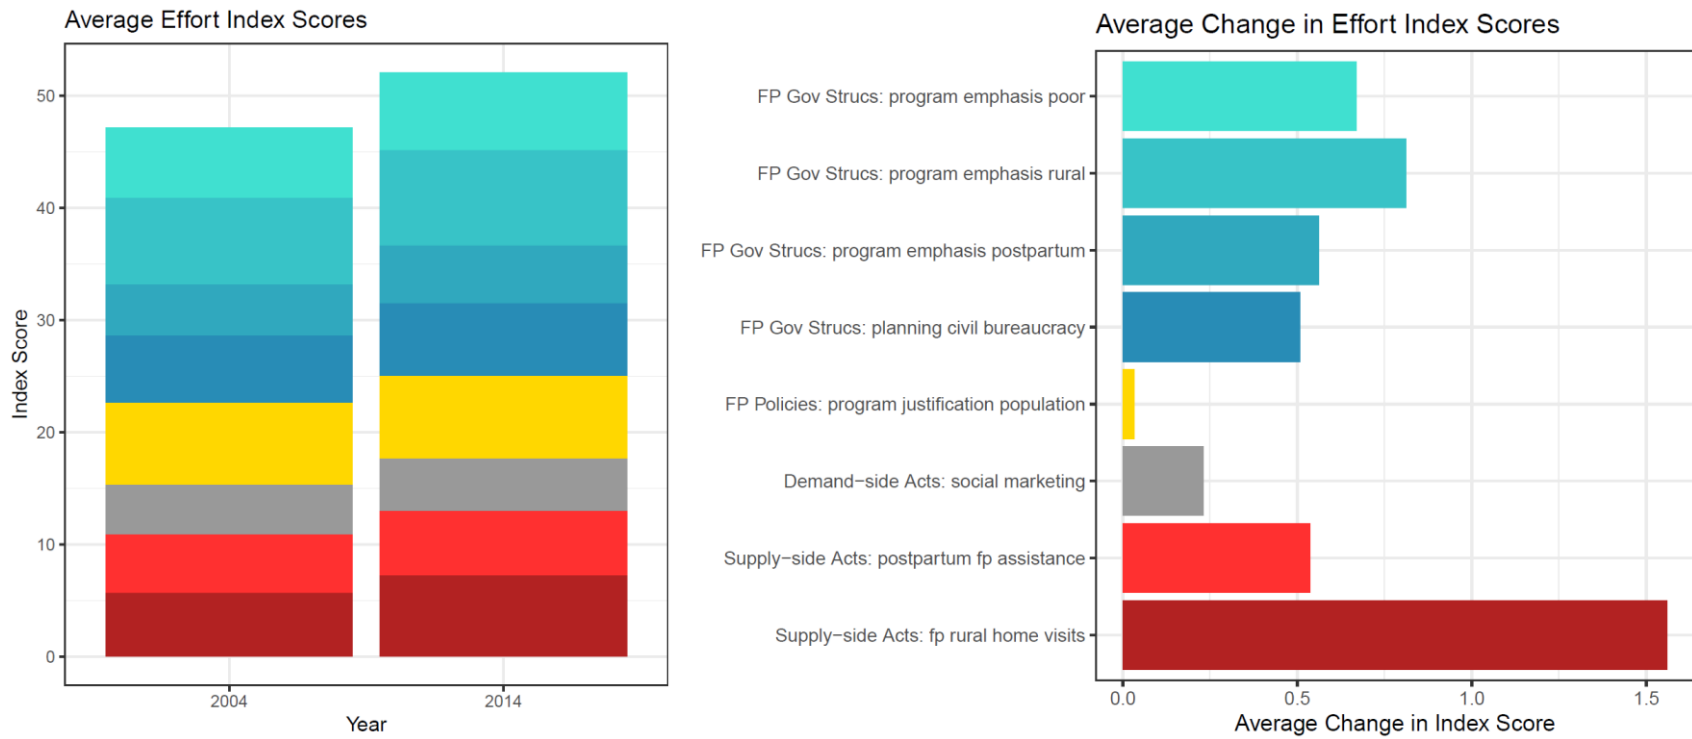 Average Effort Index Scores
Index Score
50
40
30
20
10
0
2004
2014
Year
Average Change in Effort Index Scores
FP Gov Strucs: program emphasis poor
FP Gov Strucs: program emphasis rural
FP Gov Strucs: program emphasis postpartum
FP Gov Strucs: planning civil bureaucracy
FP Policies: program justification population
Demand−side Acts: social marketing
Supply−side Acts: postpartum fp assistance
Supply−side Acts: fp rural home visits
0.0
0.5
1.0
1.5
Average Change in Index Score